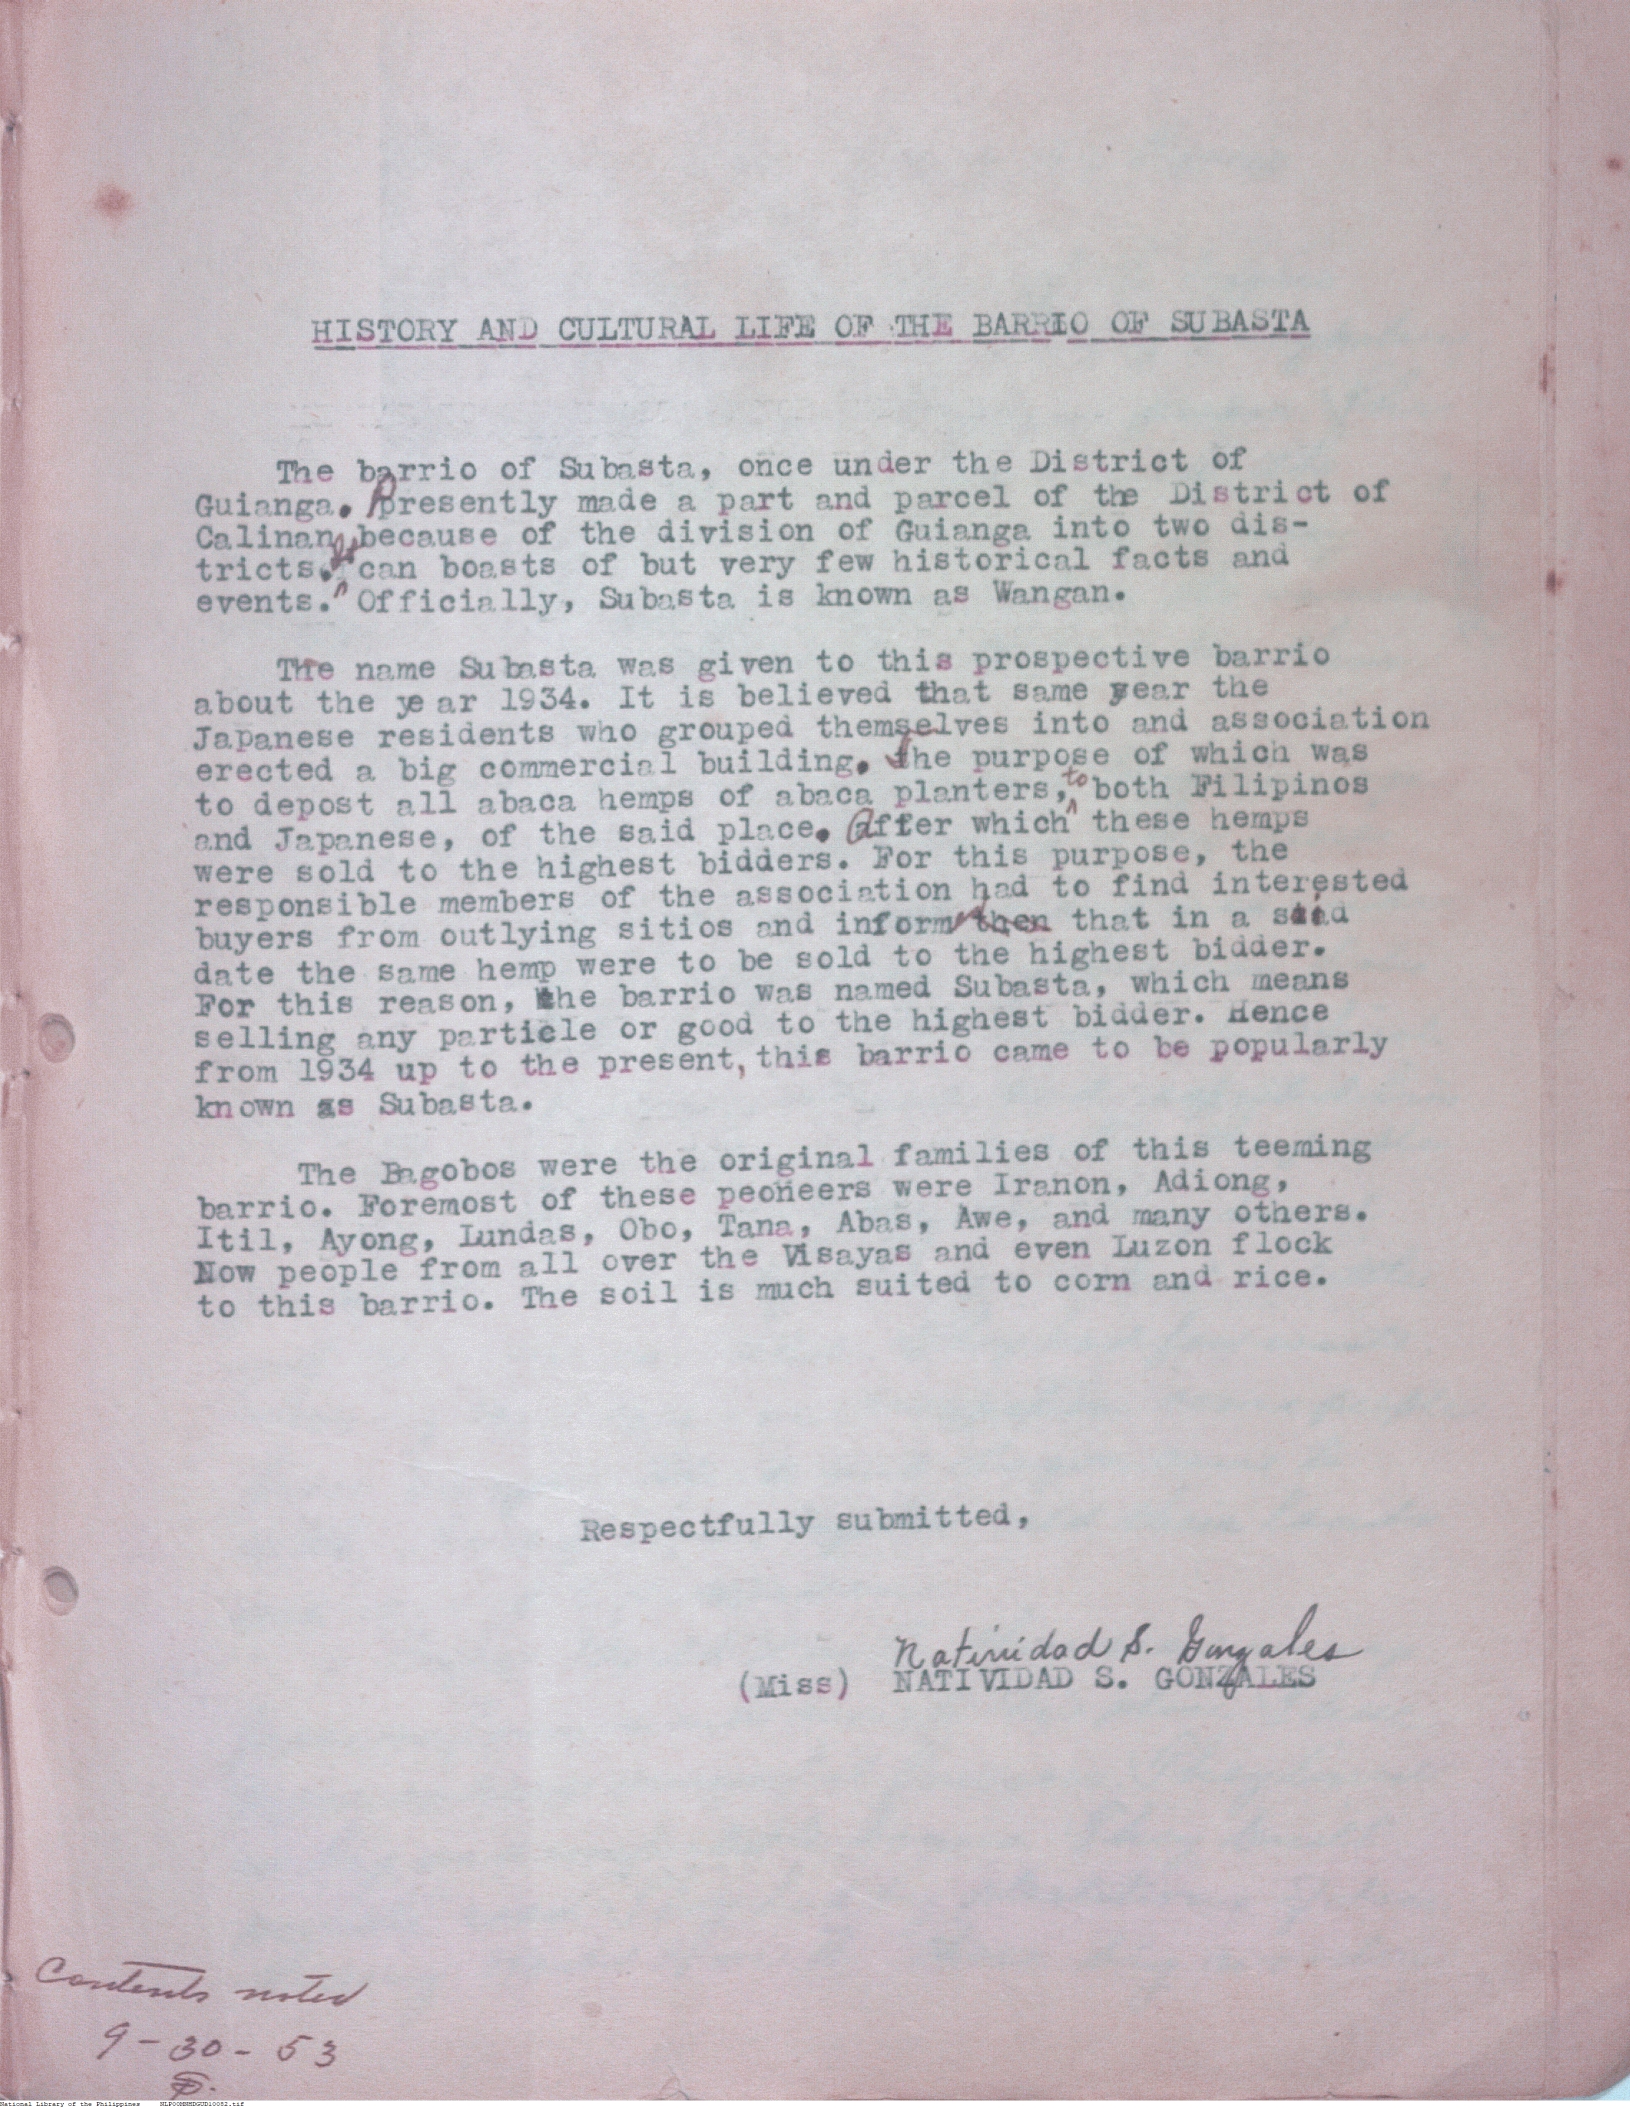 HISTORY AND CULTURAL LIFE OF THE BARRIO OF SUBASTA
The barrio of Subasta, once under the District of
Guianga. Presently made a part and parcel of the District of
Calinan, because of the division of Guianga into two dis-
tricts. It can boasts of but very few historical facts and
events. Officially, Subasta is known as Wangan.
The name Subasta was given to this prospective barrio
about the year 1934. It is believed that same year the
Japanese residents who grouped themselves into and association
erected a big commercial building. The purpose of which was
to depost all abaca hemps of abaca planters, to both Filipinos
and Japanese, of the said place. After which these hemps
were sold to the highest bidders. For this purpose, the
responsible members of the association had to find interested
buyers from outlying sitios and inform then that in a said
date the same hemp were to be sold to the highest bidder.
For this reason, the barrio was named Subasta, which means
selling any particle or good to the highest bidder. Hence
from 1934 up to the present, this barrio came to be popularly
known as Subasta.
The Bagobos were the original families of this teeming
barrio. Foremost of these peoneers were Iranon, Adiong,
Itil, Ayong, Lundas, Obo, Tana, Abas, Awe, and many others.
Now people from all over the Visayas and even Luzon flock
to this barrio. The soil is much suited to corn and rice.
Respectfully submitted,
Natividad S. Gonzales
(Miss) NATIVIDAD S. GONZALES
Contents noted
9-30-53
National Library of the Philippines NLP00MNHDGUD10082.tif